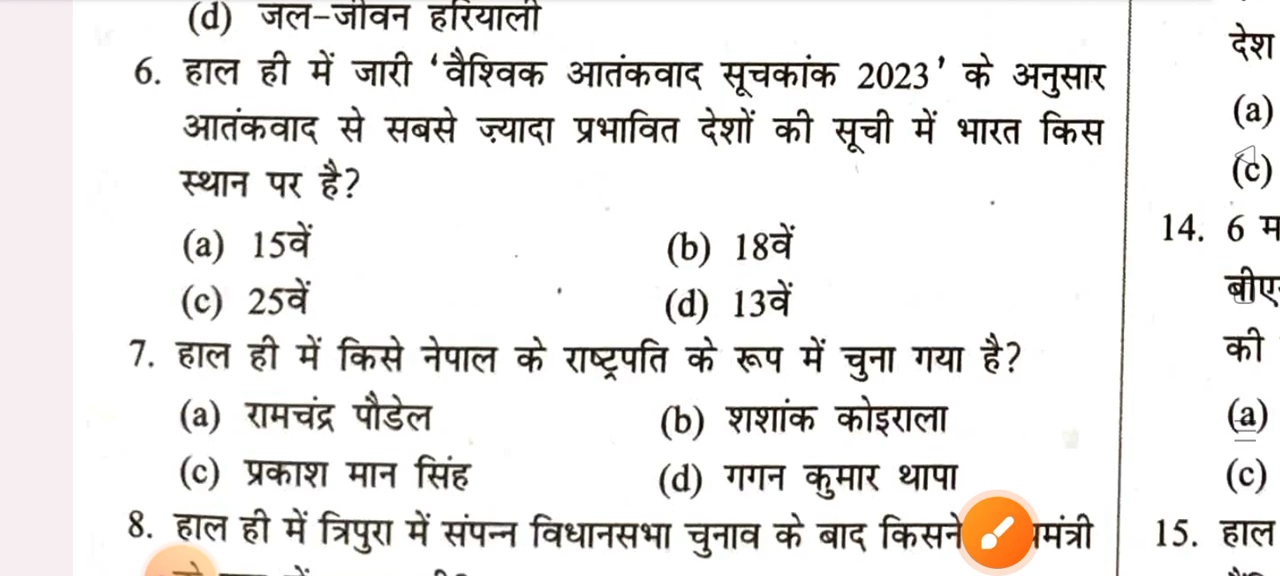 (d) जल-जीवन हरियाली
6. हाल ही में जारी ‘वैश्विक आतंकवाद सूचकांक 2023’ के अनुसार
आतंकवाद से सबसे ज़्यादा प्रभावित देशों की सूची में भारत किस
स्थान पर है?
(a) 15वें (b) 18वें
(c) 25वें (d) 13वें
7. हाल ही में किसे नेपाल के राष्ट्रपति के रूप में चुना गया है?
(a) रामचंद्र पौडेल (b) शशांक कोइराला
(c) प्रकाश मान सिंह (d) गगन कुमार थापा
8. हाल ही में त्रिपुरा में संपन्न विधानसभा चुनाव के बाद किसने
देश
(a)
(c)
14. 6
की
(a)
(c)
15. हाल